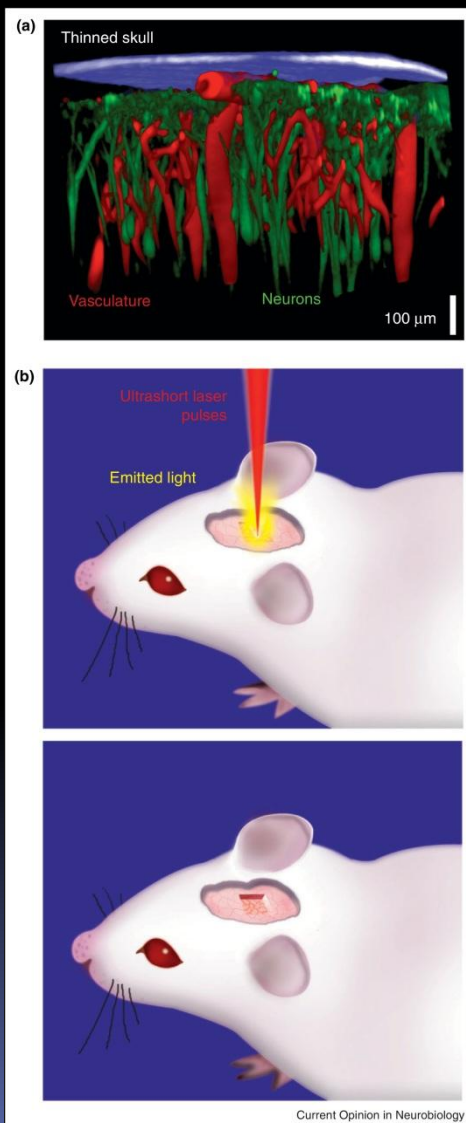 (a)
Thinned skull
Vasculature
Neurons
100 μm
(b)
Ultrashort laser
pulses
Emitted light
Current Opinion in Neurobiology